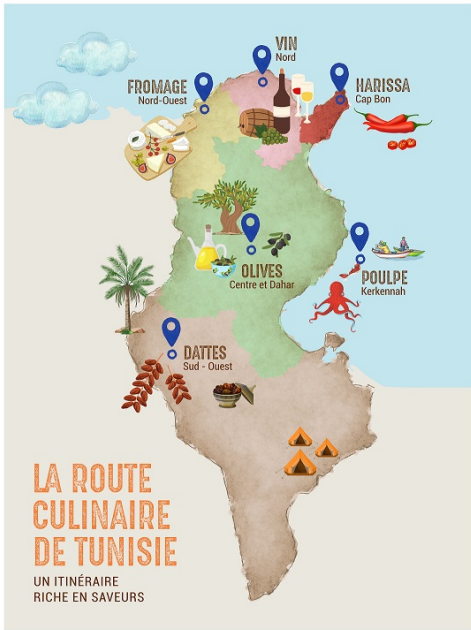 VIN
Nord
FROMAGE
Nord-Ouest
HARISSA
Cap Bon
OLIVES
Centre et Dahar
POULPE
Kerkennah
DATTES
Sud - Ouest
LA ROUTE
CULINAIRE
DE TUNISIE
UN ITINÉRAIRE
RICHE EN SAVEURS